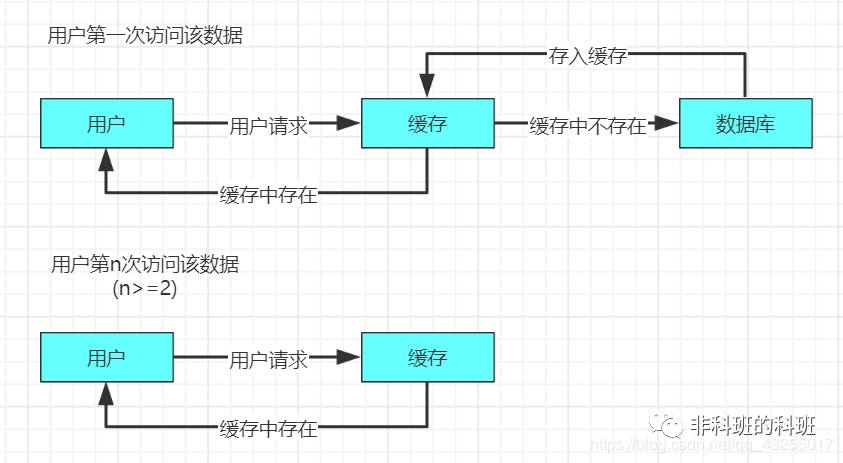 用户第一次访问该数据
存入缓存
用户
用户请求
缓存
缓存中不存在
数据库
缓存中存在
用户第n次访问该数据
(n>=2)
用户
用户请求
缓存
缓存中存在
非科班的科班
https://blog.csdn.net/qq_43255017